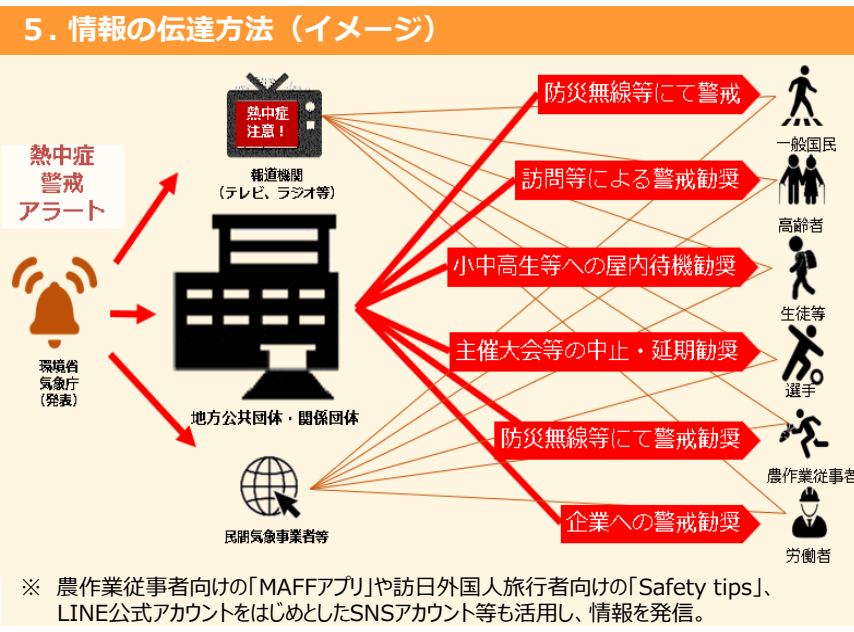 5．情報の伝達方法（イメージ）
熱中症
警戒
アラート
環境省
気象庁
（発表）
熱中症
注意！
報道機関
（テレビ、ラジオ等）
地方公共団体・関係団体
民間気象事業者等
防災無線等にて警戒
訪問等による警戒勧奨
小中高生等への屋内待機勧奨
主催大会等の中止・延期勧奨
防災無線等にて警戒勧奨
企業への警戒勧奨
一般国民
高齢者
生徒等
選手
農作業従事者
労働者
※　農作業従事者向けの「MAFFアプリ」や訪日外国人旅行者向けの「Safety tips」、
LINE公式アカウントをはじめとしたSNSアカウント等も活用し、情報を発信。